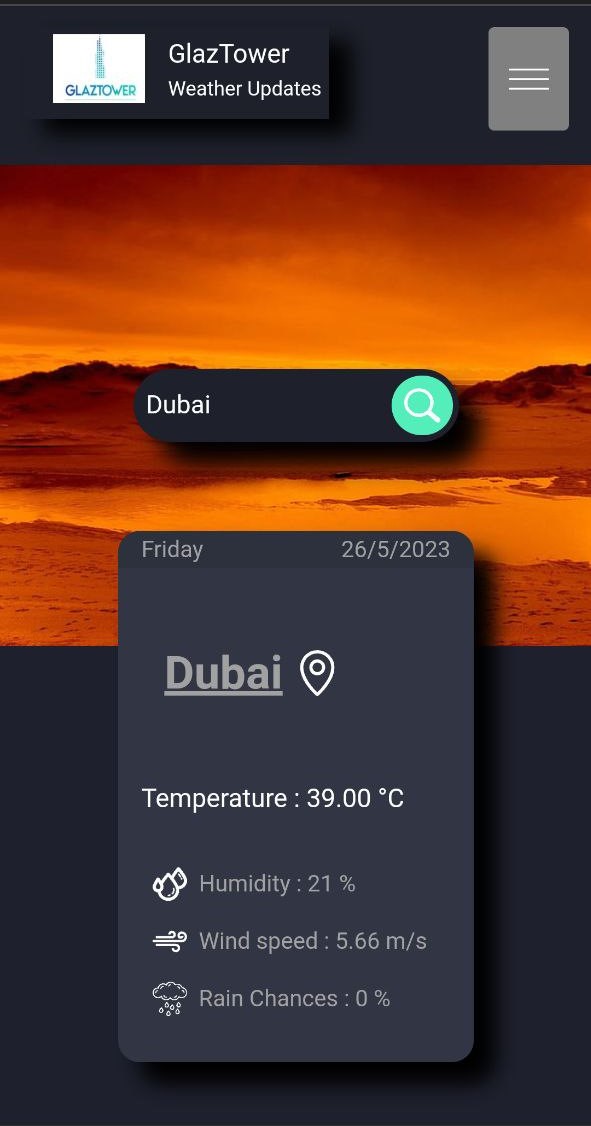 GLAZTOWER
GlazTower
Weather Updates
Dubai
Friday 26/5/2023
Dubai
Temperature : 39.00 °C
Humidity : 21 %
Wind speed : 5.66 m/s
Rain Chances : 0 %